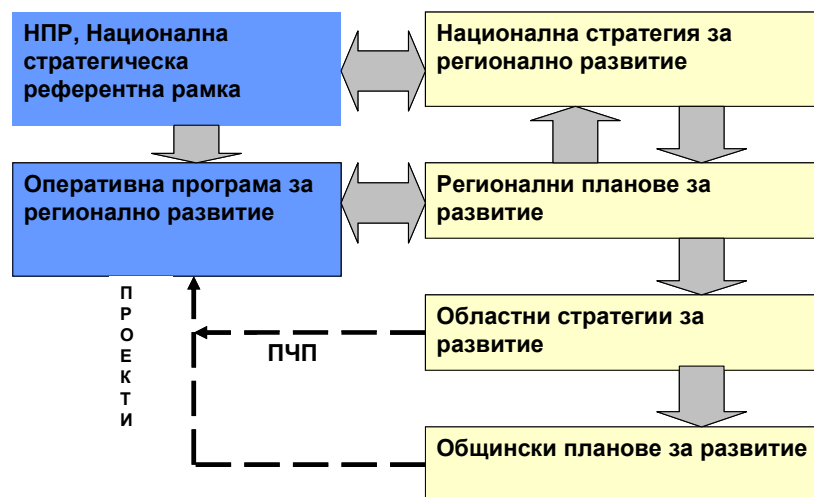 НПР, Национална
стратегическа
референтна рамка
Национална стратегия за
регионално развитие
Оперативна програма за
регионално развитие
Регионални планове за
развитие
ПРОЕКТИ
Областни стратегии за
развитие
ПЧП
Общински планове за развитие